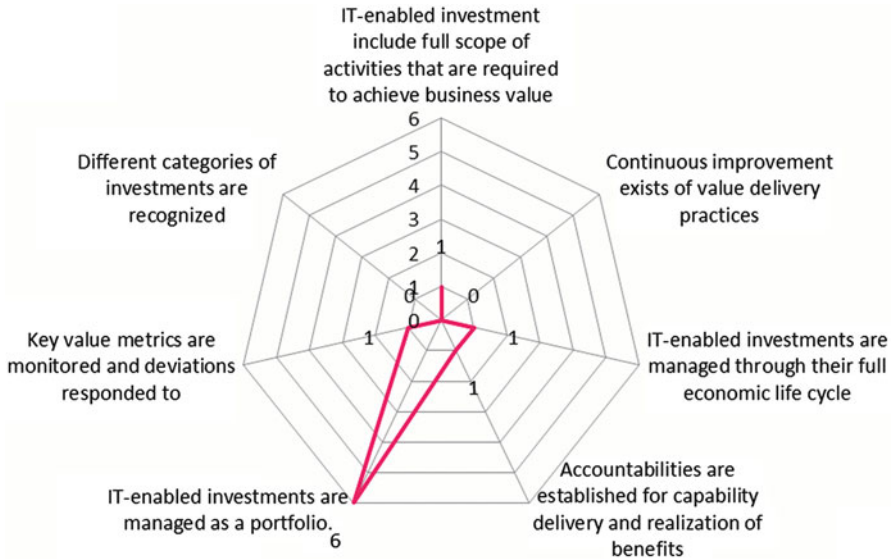 IT-enabled investment
include full scope of
activities that are required
to achieve business value
6
5
4
3
2
1
0
1
0
1
1
6
1
0
Continuous improvement
exists of value delivery
practices
IT-enabled investments are
managed through their full
economic life cycle
Accountabilities are
established for capability
delivery and realization of
benefits
IT-enabled investments are
managed as a portfolio.
Key value metrics are
monitored and deviations
responded to
Different categories of
investments are
recognized